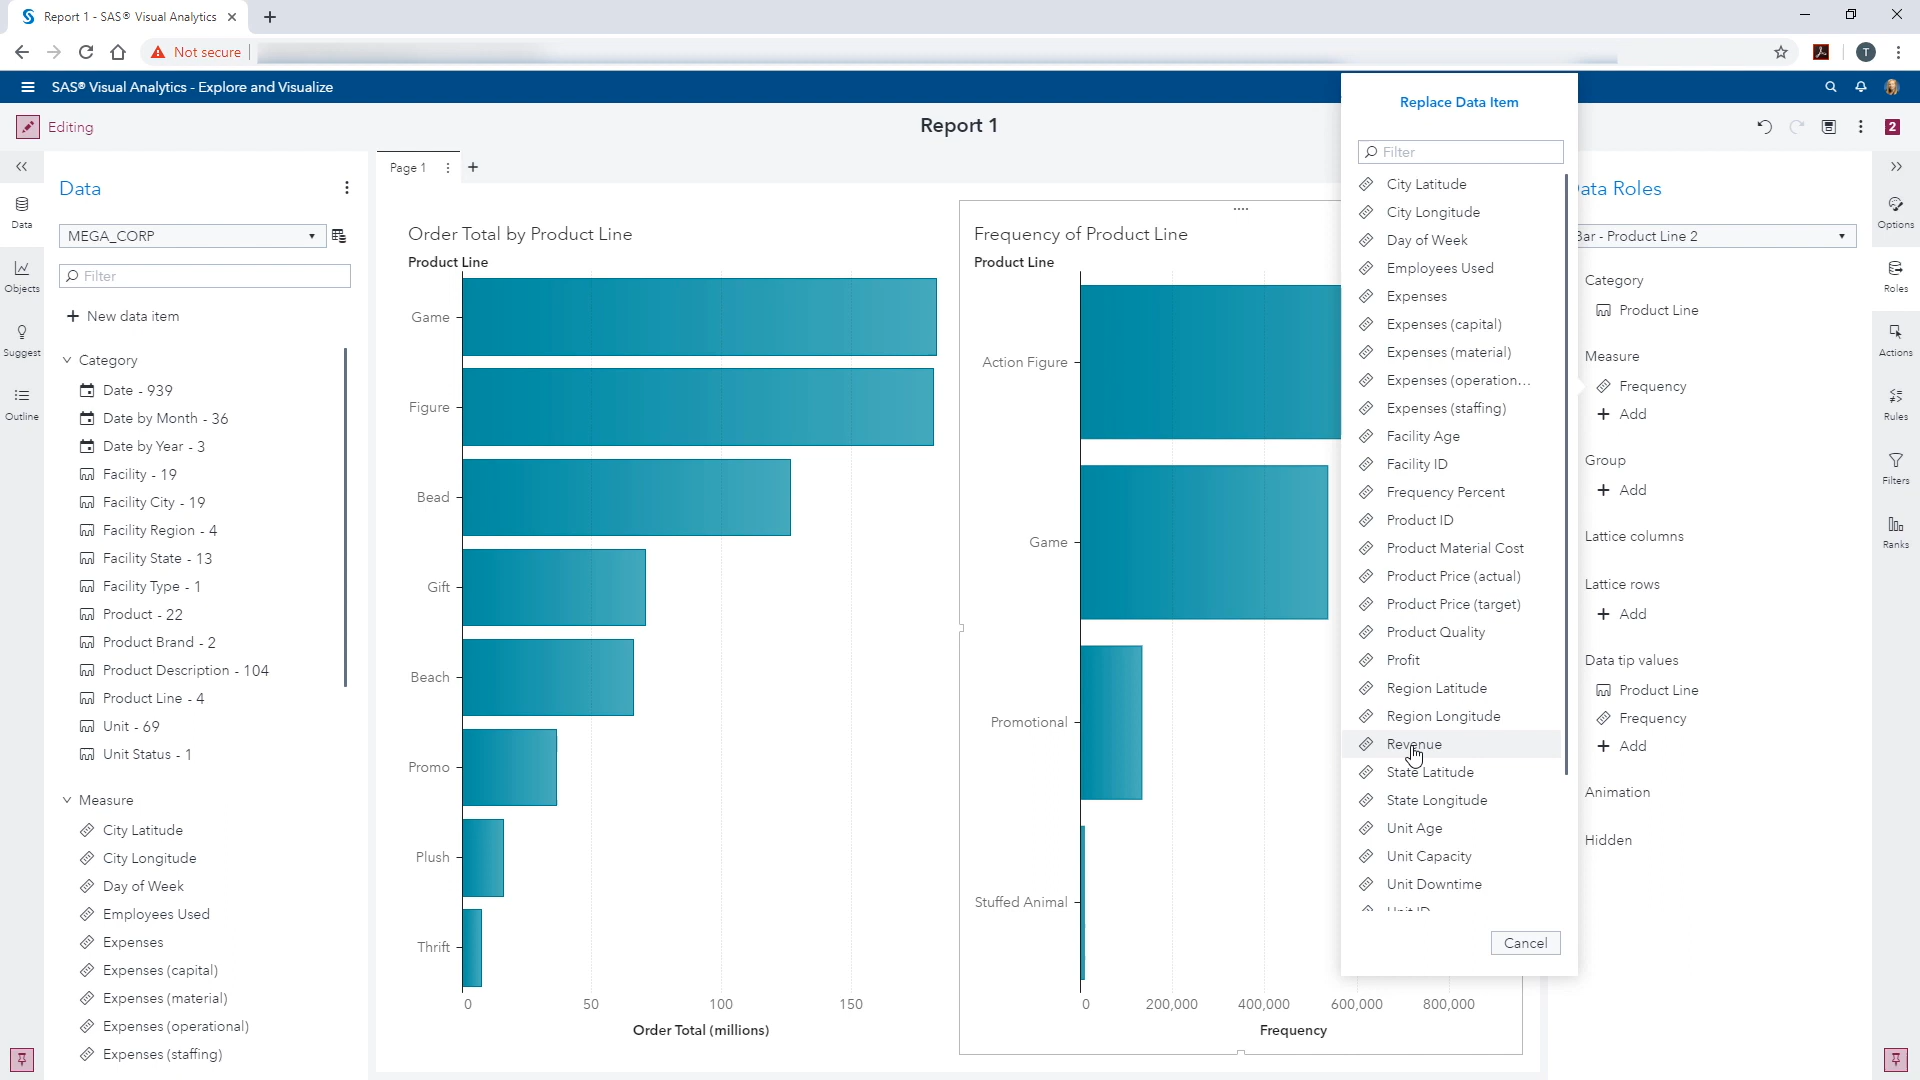 Report 1 - SAS® Visual Analytics
Not secure
T
SAS® Visual Analytics - Explore and Visualize
Editing
Report 1
2
Data
Objects
Suggest
Outline
Data
MEGA_CORP
Filter
New data item
Category
Date - 939
Date by Month - 36
Date by Year - 3
Facility - 19
Facility City - 19
Facility Region - 4
Facility State - 13
Facility Type - 1
Product - 22
Product Brand - 2
Product Description - 104
Product Line - 4
Unit - 69
Unit Status - 1
Measure
City Latitude
City Longitude
Day of Week
Employees Used
Expenses
Expenses (capital)
Expenses (material)
Expenses (operational)
Expenses (staffing)
Page 1
Order Total by Product Line
Product Line
Game
Figure
Bead
Gift
Beach
Promo
Plush
Thrift
0 50 100 150
Order Total (millions)
Frequency of Product Line
Product Line
Action Figure
Game
Promotional
Stuffed Animal
0 200,000 400,000 600,000 800,000
Frequency
Replace Data Item
Filter
City Latitude
City Longitude
Day of Week
Employees Used
Expenses
Expenses (capital)
Expenses (material)
Expenses (operation...
Expenses (staffing)
Facility Age
Facility ID
Frequency Percent
Product ID
Product Material Cost
Product Price (actual)
Product Price (target)
Product Quality
Profit
Region Latitude
Region Longitude
Revenue
State Latitude
State Longitude
Unit Age
Unit Capacity
Unit Downtime
Unit ID
Cancel
ata Roles
Bar - Product Line 2
Category
Product Line
Measure
Frequency
Add
Group
Add
Lattice columns
Lattice rows
Add
Data tip values
Product Line
Frequency
Add
Animation
Hidden
Options
Roles
Actions
Rules
Filters
Ranks